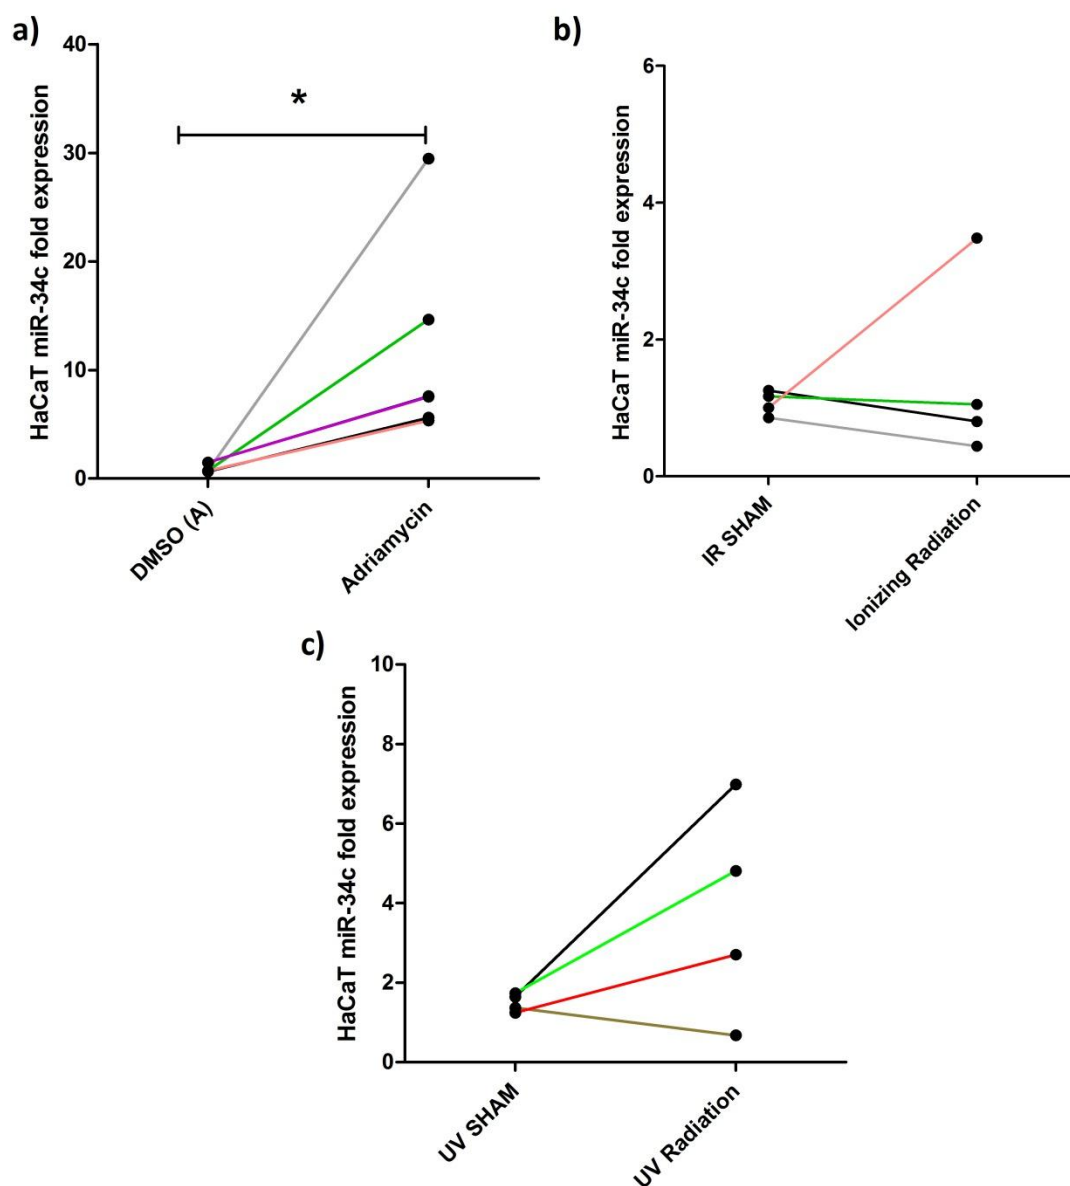 a)
HaCaT miR-34c fold expression
40
30
20
10
0
*
DMSO (A)
Adriamycin
b)
HaCaT miR-34c fold expression
6
4
2
0
IR SHAM
Ionizing Radiation
c)
HaCaT miR-34c fold expression
10
8
6
4
2
0
UV SHAM
UV Radiation